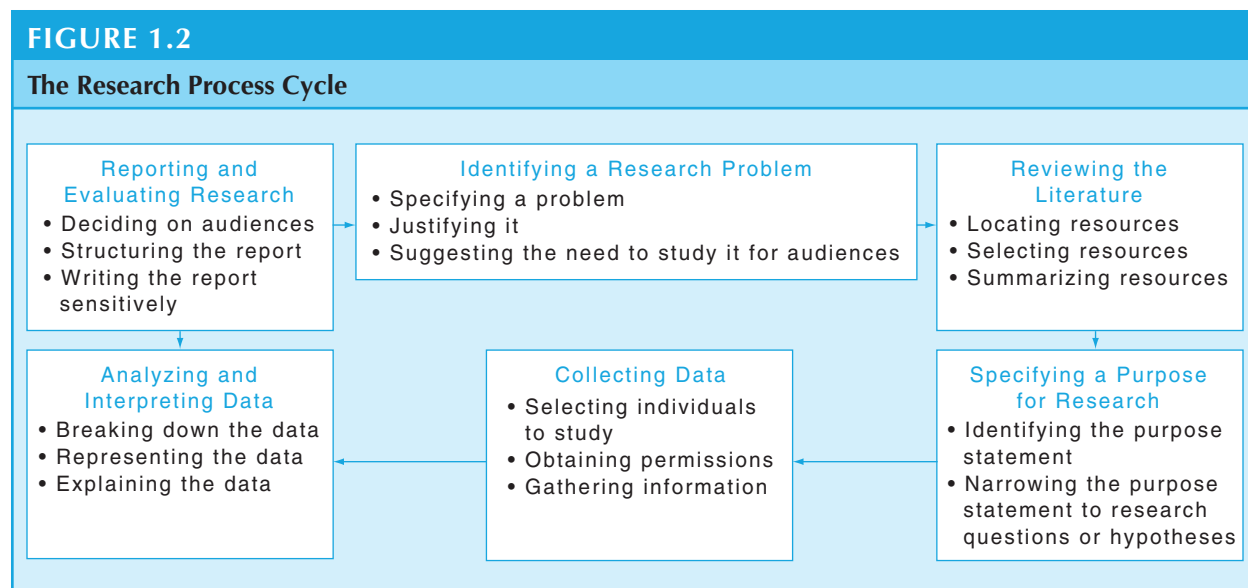 FIGURE 1.2
The Research Process Cycle
Reporting and
Evaluating Research
• Deciding on audiences
• Structuring the report
• Writing the report
sensitively
Identifying a Research Problem
• Specifying a problem
• Justifying it
• Suggesting the need to study it for audiences
Reviewing the
Literature
• Locating resources
• Selecting resources
• Summarizing resources
Analyzing and
Interpreting Data
• Breaking down the data
• Representing the data
• Explaining the data
Collecting Data
• Selecting individuals
to study
• Obtaining permissions
• Gathering information
Specifying a Purpose
for Research
• Identifying the purpose
statement
• Narrowing the purpose
statement to research
questions or hypotheses